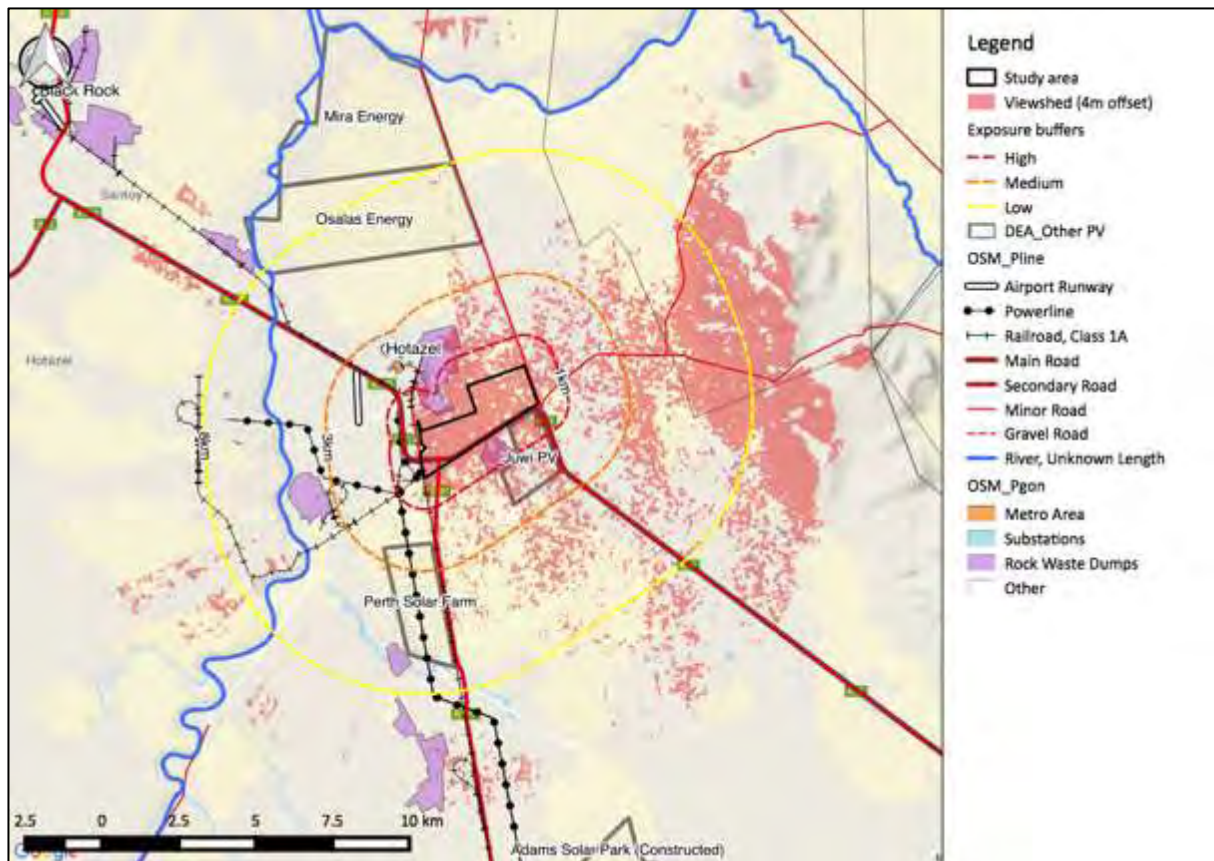 Black Rock
Santoy
Mira Energy
Osalas Energy
Hotazel
Hotazel
1km
3km
8km
Juwi PV
Perth Solar Farm
Adams Solar Park (Constructed)
2.5 0 2.5 5 7.5 10 km
Google
Legend
Study area
Viewshed (4m offset)
Exposure buffers
High
Medium
Low
DEA_Other PV
OSM_Pline
Airport Runway
Powerline
Railroad, Class 1A
Main Road
Secondary Road
Minor Road
Gravel Road
River, Unknown Length
OSM_Pgon
Metro Area
Substations
Rock Waste Dumps
Other